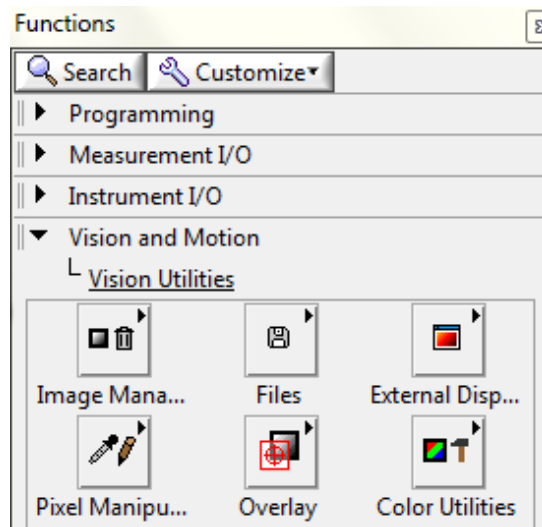 Functions
Search Customize
Programming
Measurement I/O
Instrument I/O
Vision and Motion
Vision Utilities
Image Mana... Files External Disp...
Pixel Manipu... Overlay Color Utilities